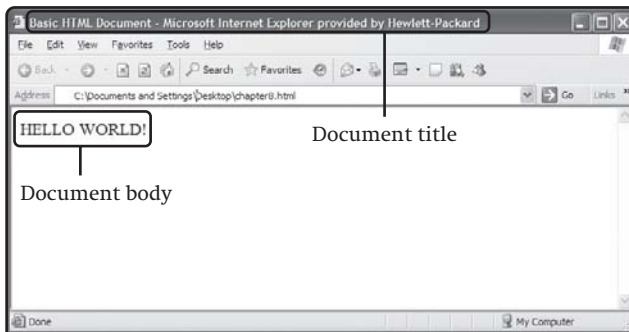 Basic HTML Document - Microsoft Internet Explorer provided by Hewlett-Packard
File Edit View Favorites Tools Help
Back Search Favorites
Address C:\Documents and Settings\Desktop\chapter8.html Go Links »
HELLO WORLD!
Document title
Document body
Done My Computer